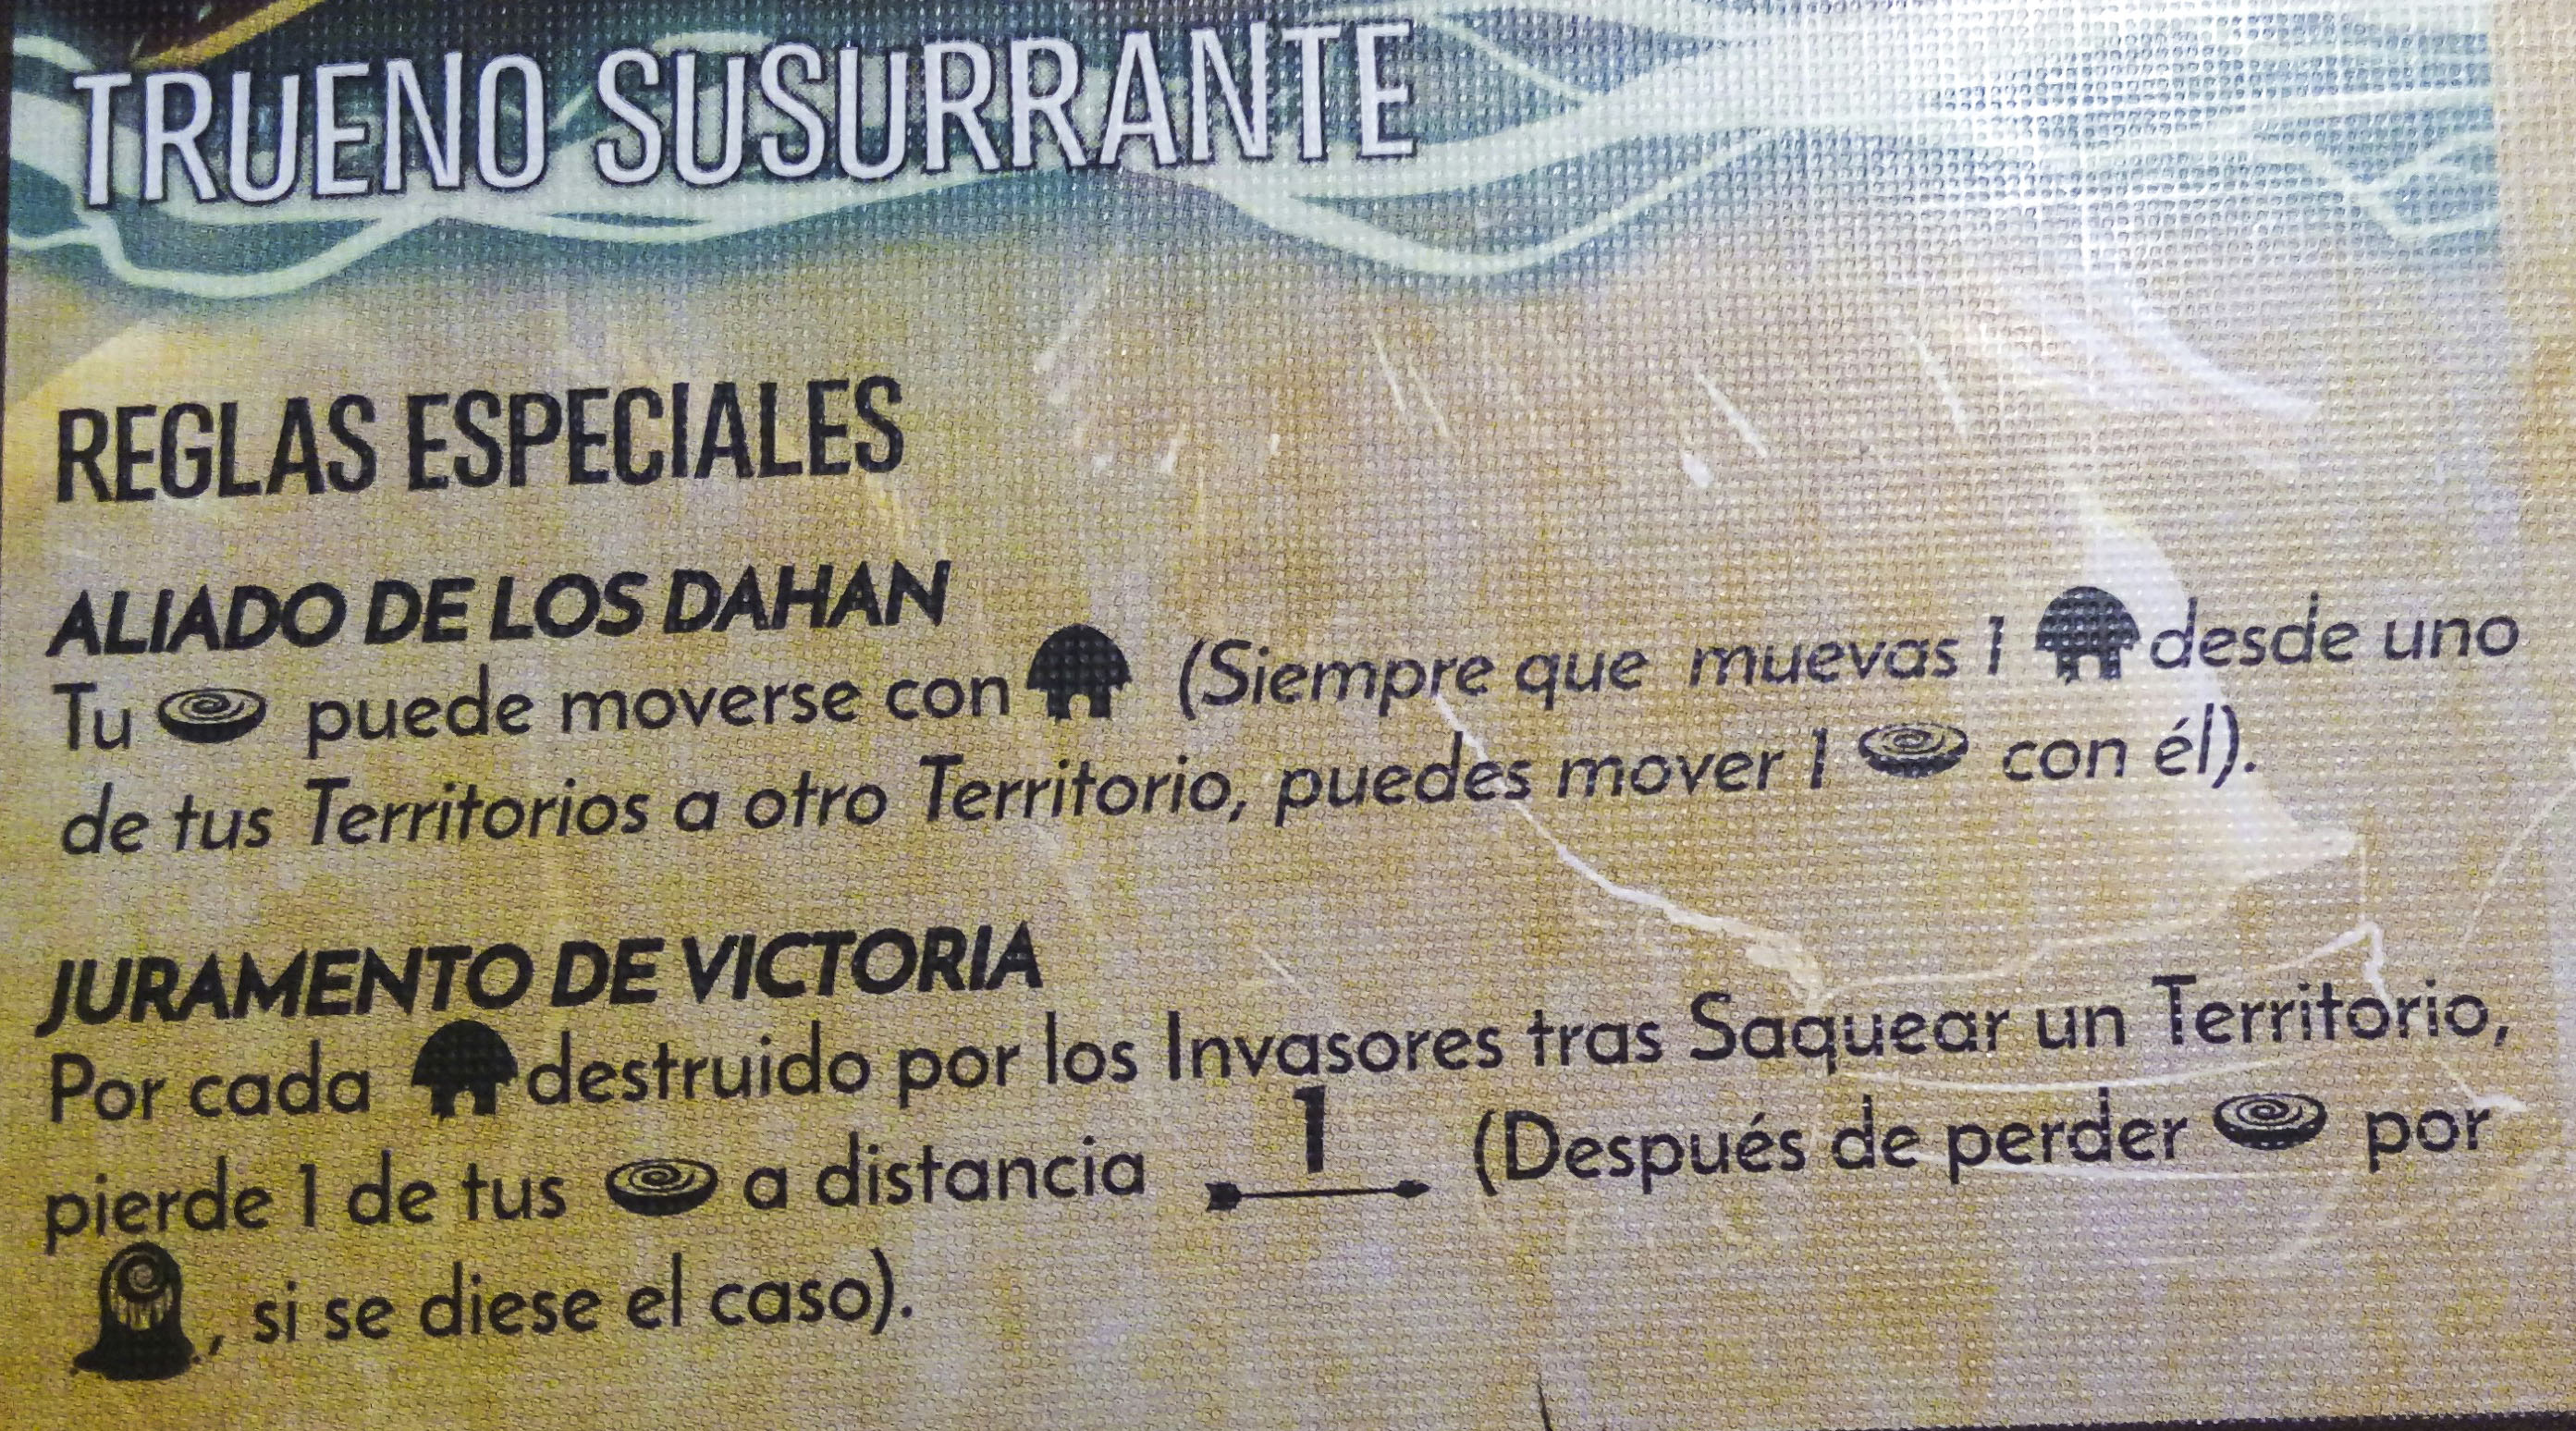 TRUENO SUSURRANTE
REGLAS ESPECIALES
ALIADO DE LOS DAHAN
Tu puede moverse con (Siempre que muevas 1 desde uno
de tus Territorios a otro Territorio, puedes mover 1 con él).
JURAMENTO DE VICTORIA
Por cada destruido por los Invasores tras Saquear un Territorio,
pierde 1 de tus a distancia 1 (Después de perder por
, si se diese el caso).